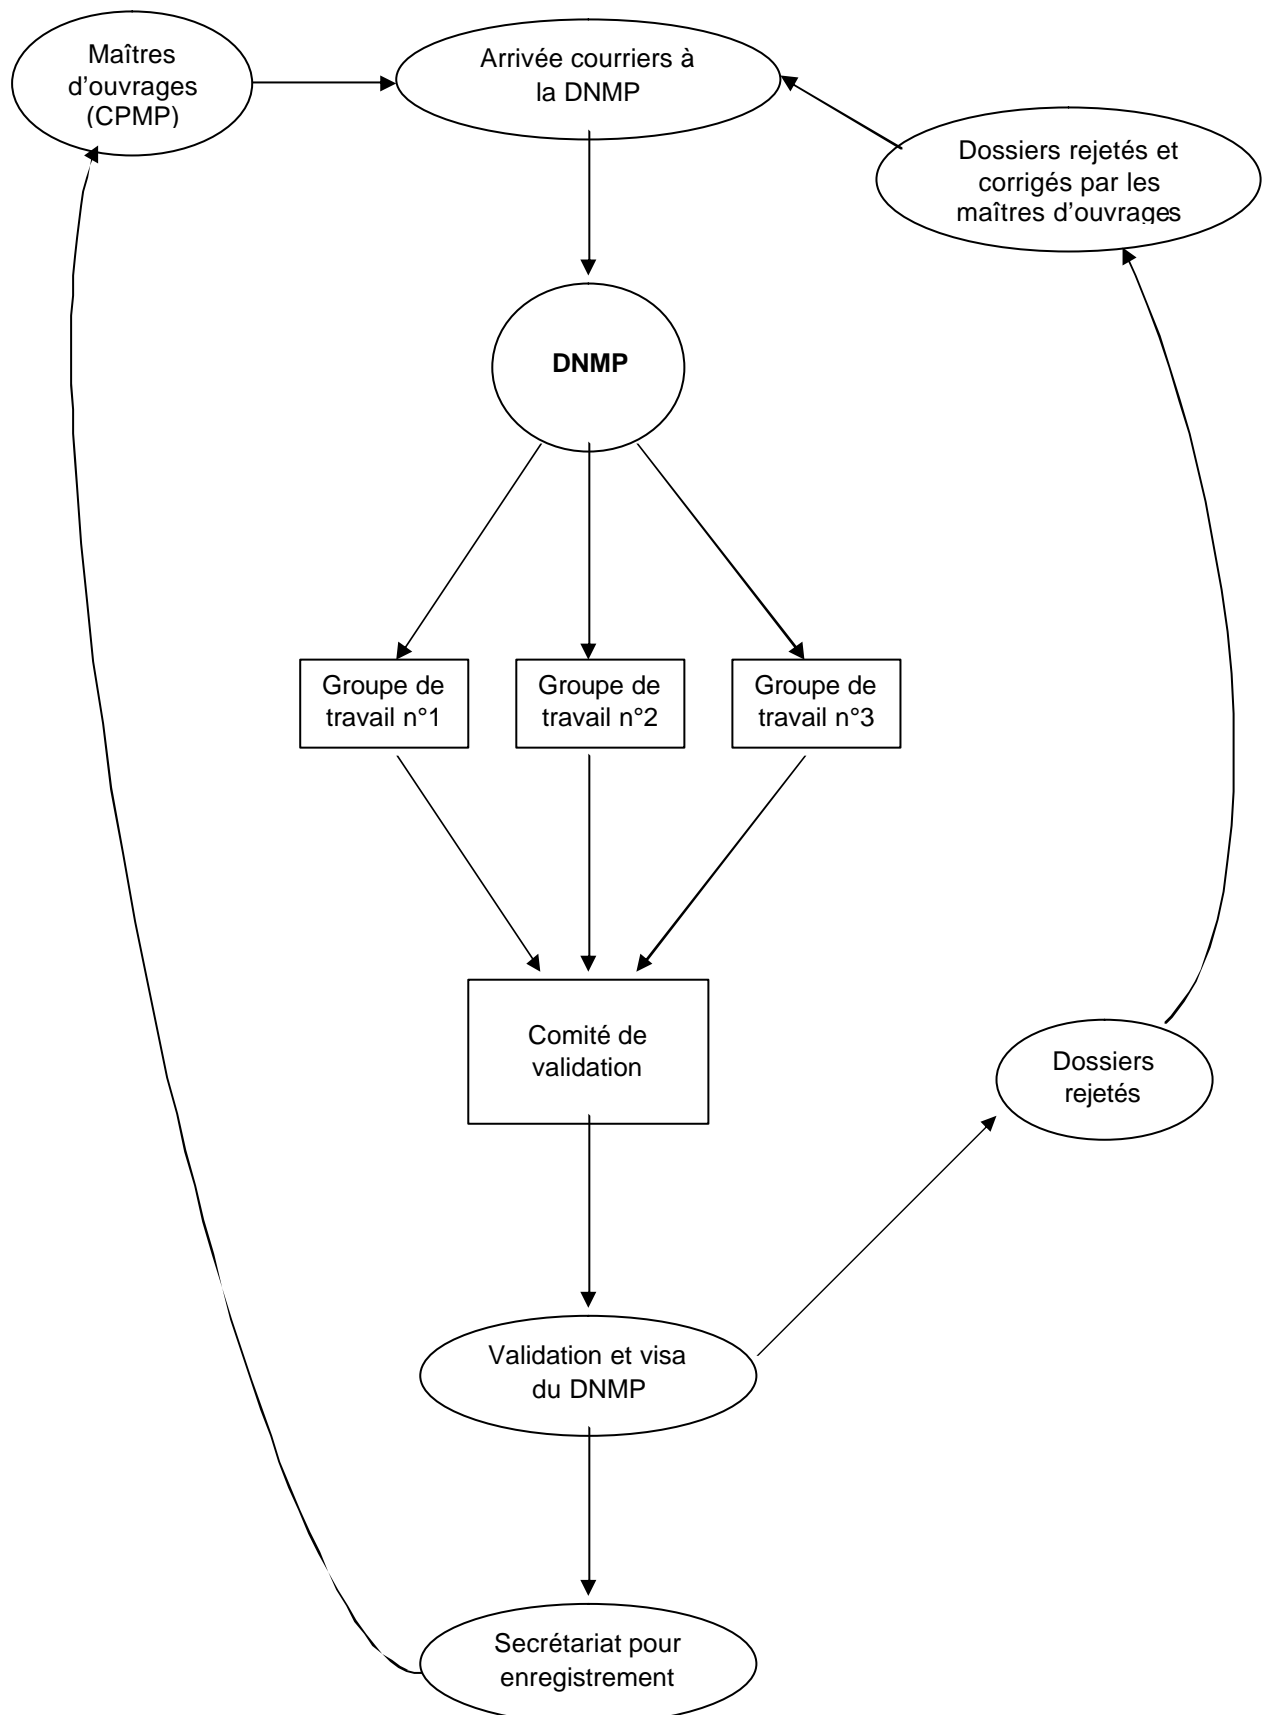 Maîtres
d'ouvrages
(CPMP)
Arrivée courriers à
la DNMP
Dossiers rejetés et
corrigés par les
maîtres d'ouvrages
DNMP
Groupe de
travail n°1
Groupe de
travail n°2
Groupe de
travail n°3
Comité de
validation
Dossiers
rejetés
Validation et visa
du DNMP
Secrétariat pour
enregistrement